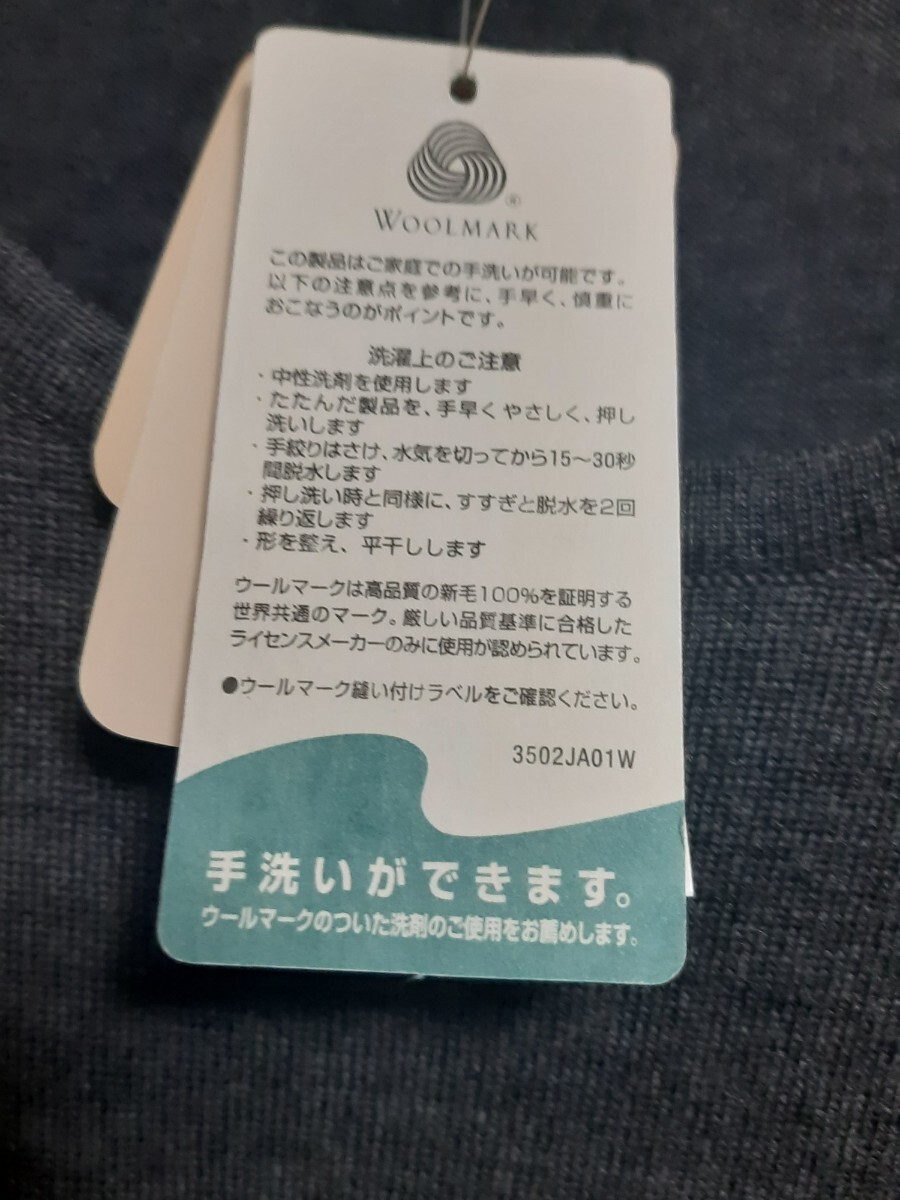 ®
WOOLMARK
この製品はご家庭での手洗いが可能です。
以下の注意点を参考に、手早く、慎重に
おこなうのがポイントです。
洗濯上のご注意
・中性洗剤を使用します
・たたんだ製品を、手早くやさしく、押し
洗いします
・手絞りはさけ、水気を切ってから15〜30秒
間脱水します
・押し洗い時と同様に、すすぎと脱水を2回
繰り返します
・形を整え、平干しします
ウールマークは高品質の新毛100%を証明する
世界共通のマーク。厳しい品質基準に合格した
ライセンスメーカーのみに使用が認められています。
●ウールマーク縫い付けラベルをご確認ください。
3502JA01W
手洗いができます。
ウールマークのついた洗剤のご使用をお薦めします。